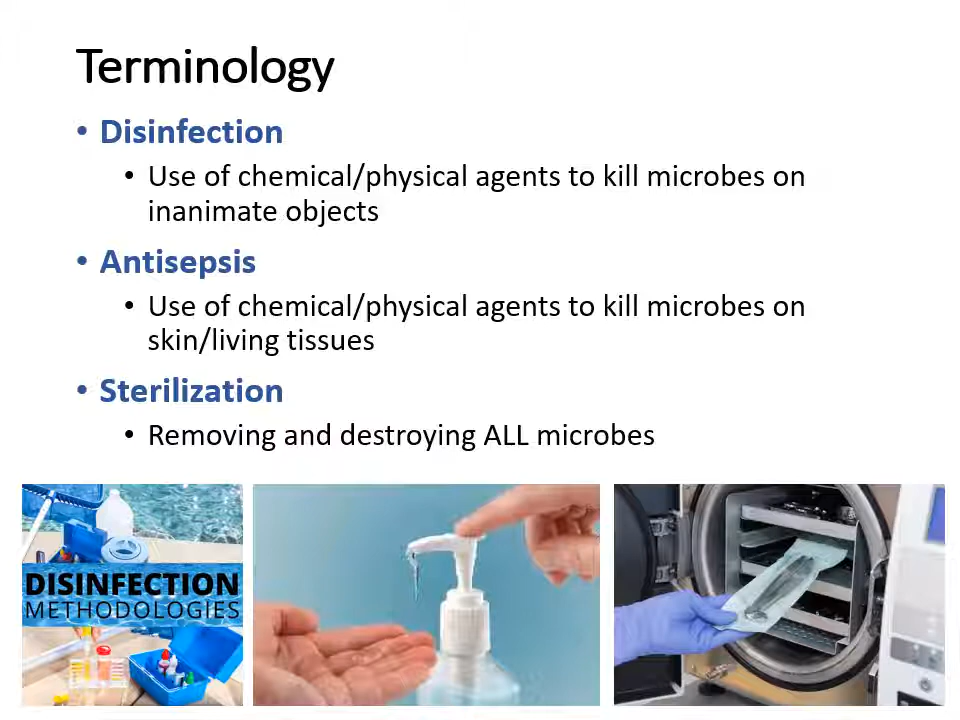 Terminology
• Disinfection
• Use of chemical/physical agents to kill microbes on
inanimate objects
• Antisepsis
• Use of chemical/physical agents to kill microbes on
skin/living tissues
• Sterilization
• Removing and destroying ALL microbes
DISINFECTION
METHODOLOGIES